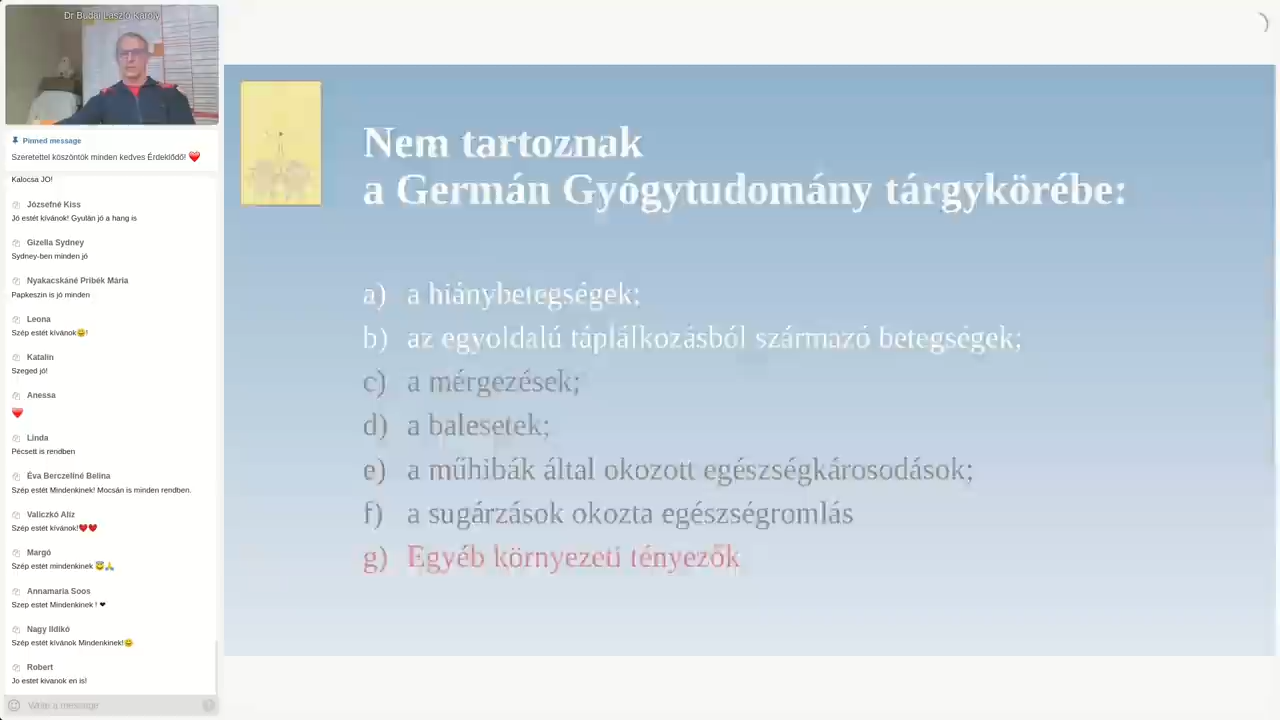 Dr Budai László Károly
Pinned message
Szeretettel köszöntök minden kedves Érdeklődő! ❤️
Kalocsa JO!
Józsefné Kiss
Jó estét kívánok! Gyulán jó a hang is
Gizella Sydney
Sydney-ben minden jó
Nyakacskáné Pribék Mária
Papkeszin is jó minden
Leona
Szép estét kívánok😀!
Katalin
Szeged jó!
Anessa
❤️
Linda
Pécsett is rendben
Éva Berczeliné Belina
Szép estét Mindenkinek! Mocsán is minden rendben.
Valiczkó Aliz
Szép estét kívánok!❤️❤️
Margó
Szép estét mindenkinek 😇🙏
Annamaria Soos
Szep estet Mindenkinek ! ❤
Nagy Ildikó
Szép estét kívánok Mindenkinek!😀
Robert
Jo estet kivanok en is!
Write a message
Nem tartoznak
a Germán Gyógytudomány tárgykörébe:
a) a hiánybetegségek;
b) az egyoldalú táplálkozásból származó betegségek;
c) a mérgezések;
d) a balesetek;
e) a műhibák által okozott egészségkárosodások;
f) a sugárzások okozta egészségromlás
g) Egyéb környezeti tényezők